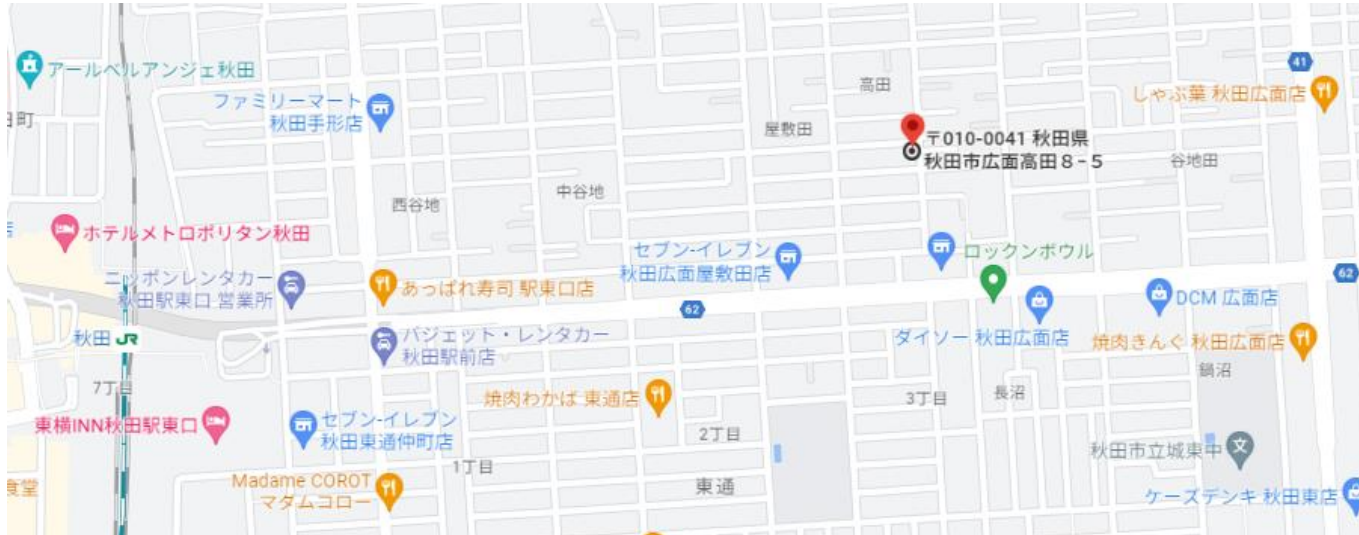 アールベルアンジェ秋田
ファミリーマート
秋田手形店
高田
41
しゃぶ葉 秋田広面店
屋敷田
〒010-0041 秋田県
秋田市広面高田8-5
谷地田
中谷地
西谷地
ホテルメトロポリタン秋田
セブン-イレブン
秋田広面屋敷田店
ロックンボウル
ニッポンレンタカー
秋田駅東口 営業所
あっぱれ寿司 駅東口店
62
62
DCM 広面店
秋田 JR
バジェット・レンタカー
秋田駅前店
ダイソー 秋田広面店
焼肉きんぐ 秋田広面店
鍋沼
7丁目
焼肉わかば 東通店
3丁目
長沼
東横INN秋田駅東口
セブン-イレブン
秋田東通仲町店
2丁目
秋田市立城東中
1丁目
Madame COROT
マダムコロー
東通
食堂
ケーズデンキ 秋田東店